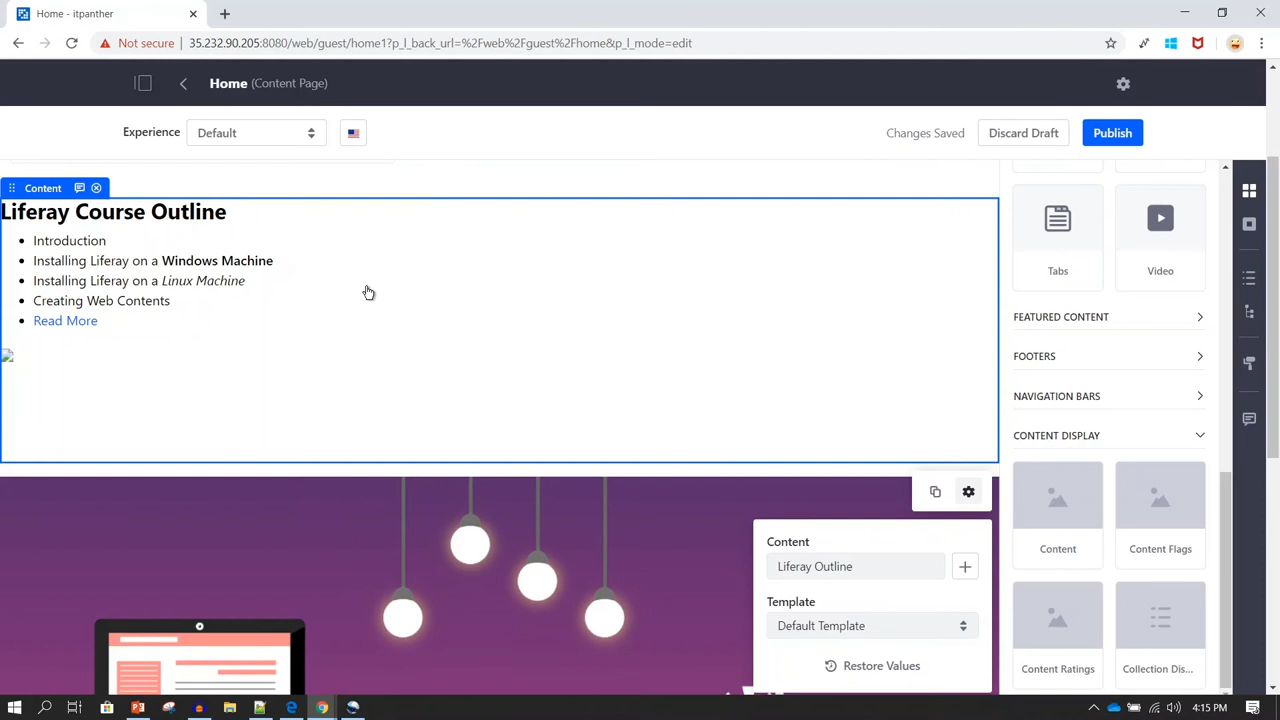 Home - itpanther
Not secure
35.232.90.205:8080/web/guest/home1?p_l_back_url=%2Fweb%2Fguest%2Fhome&p_l_mode=edit
Home (Content Page)
Experience
Default
Changes Saved
Discard Draft
Publish
Content
Liferay Course Outline
Introduction
Installing Liferay on a Windows Machine
Installing Liferay on a Linux Machine
Creating Web Contents
Read More
Tabs
Video
FEATURED CONTENT
FOOTERS
NAVIGATION BARS
CONTENT DISPLAY
Content
Content Flags
Content Ratings
Collection Dis...
Content
Liferay Outline
Template
Default Template
Restore Values
4:15 PM